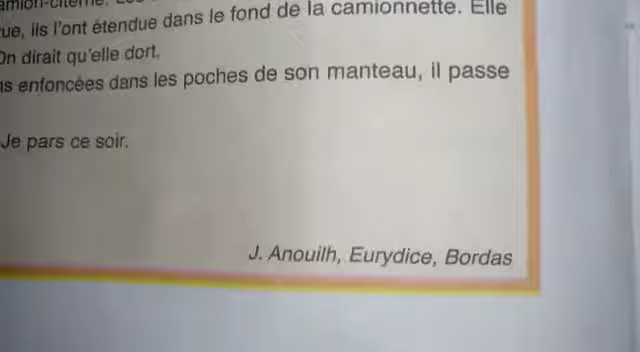 ue, ils l'ont étendue dans le fond de la camionnette. Elle
On dirait qu'elle dort.
s enfoncées dans les poches de son manteau, il passe
Je pars ce soir.
J. Anouilh, Eurydice, Bordas